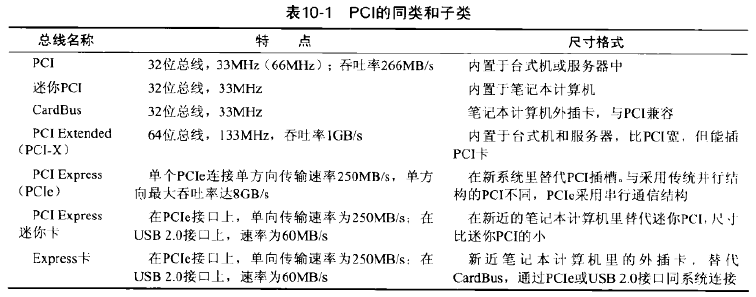 表10-1 PCI的同类和子类
总线名称 特 点 尺寸格式
PCI 32位总线，33MHz（66MHz）；吞吐率266MB/s 内置于台式机或服务器中
迷你PCI 32位总线，33MHz 内置于笔记本计算机
CardBus 32位总线，33MHz 笔记本计算机外插卡，与PCI兼容
PCI Extended 64位总线，133MHz，吞吐率1GB/s 内置于台式机和服务器，比PCI宽，但能插
（PCI-X） PCI卡
PCI Express 单个PCIe连接单方向传输速率250MB/s，单方 在新系统里替代PCI插槽。与采用传统并行结
（PCIe） 向最大吞吐率达8GB/s 构的PCI不同，PCIe采用串行通信结构
PCI Express 在PCIe接口上，单向传输速率为250MB/s；在 在新近的笔记本计算机里替代迷你PCI，尺寸
迷你卡 USB 2.0接口上，速率为60MB/s 比迷你PCI的小
Express卡 在PCIe接口上，单向传输速率为250MB/s；在 新近笔记本计算机里的外插卡，替代
USB 2.0接口上，速率为60MB/s CardBus，通过PCIe或USB 2.0接口同系统连接